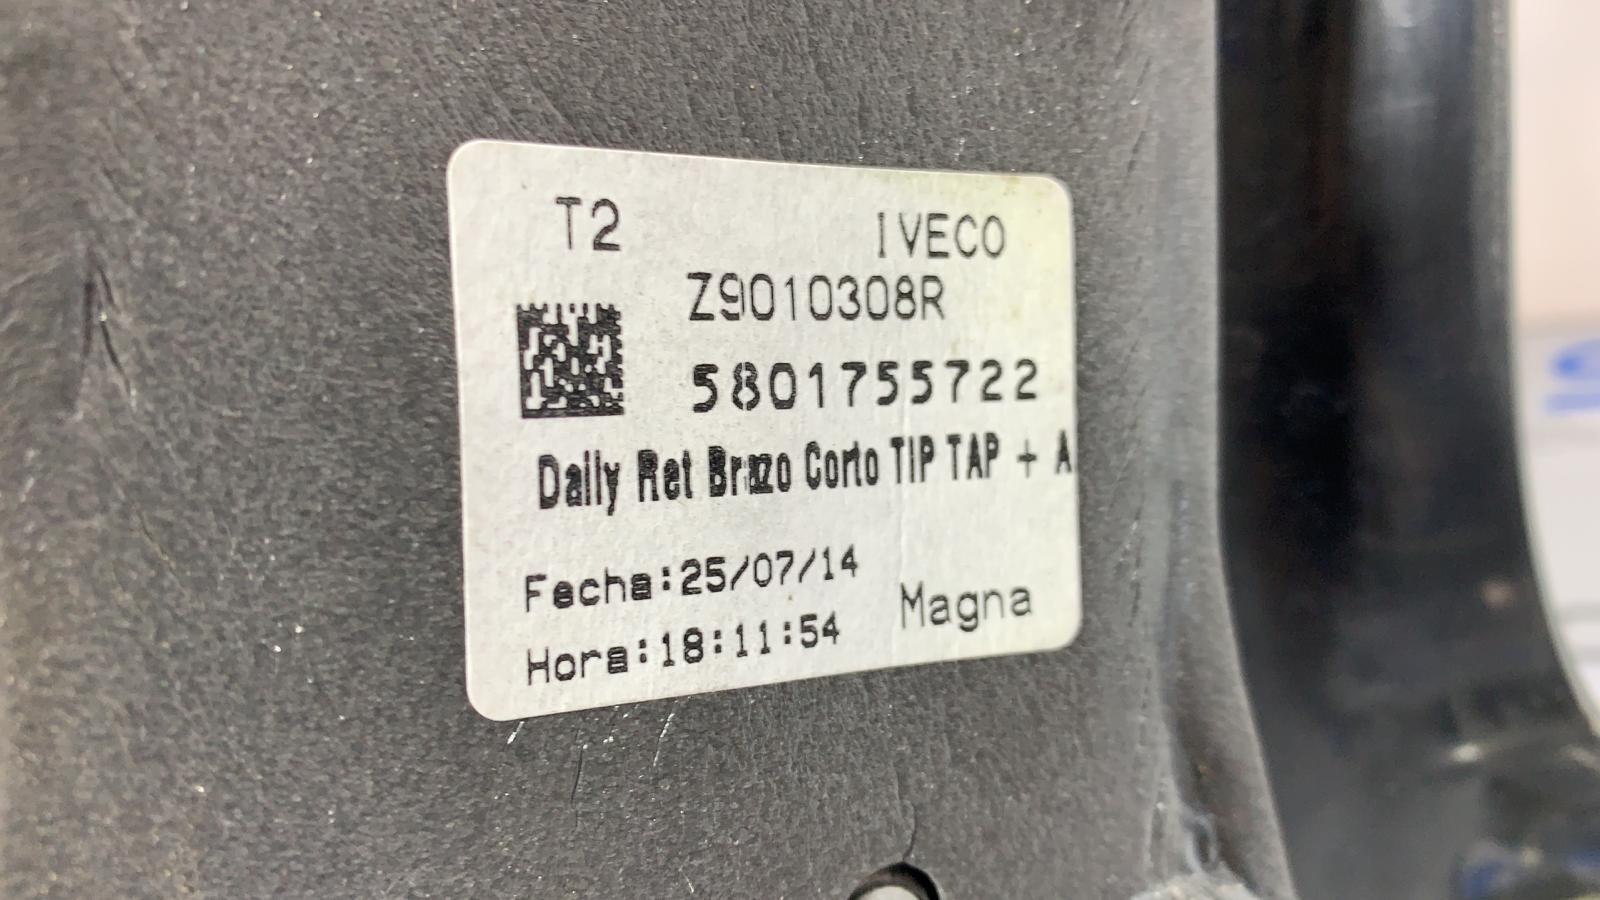 T2 IVECO
Z9010308R
5801755722
Daily Ret Brazo Corto TIP TAP + A
Fecha:25/07/14
Hora:18:11:54 Magna